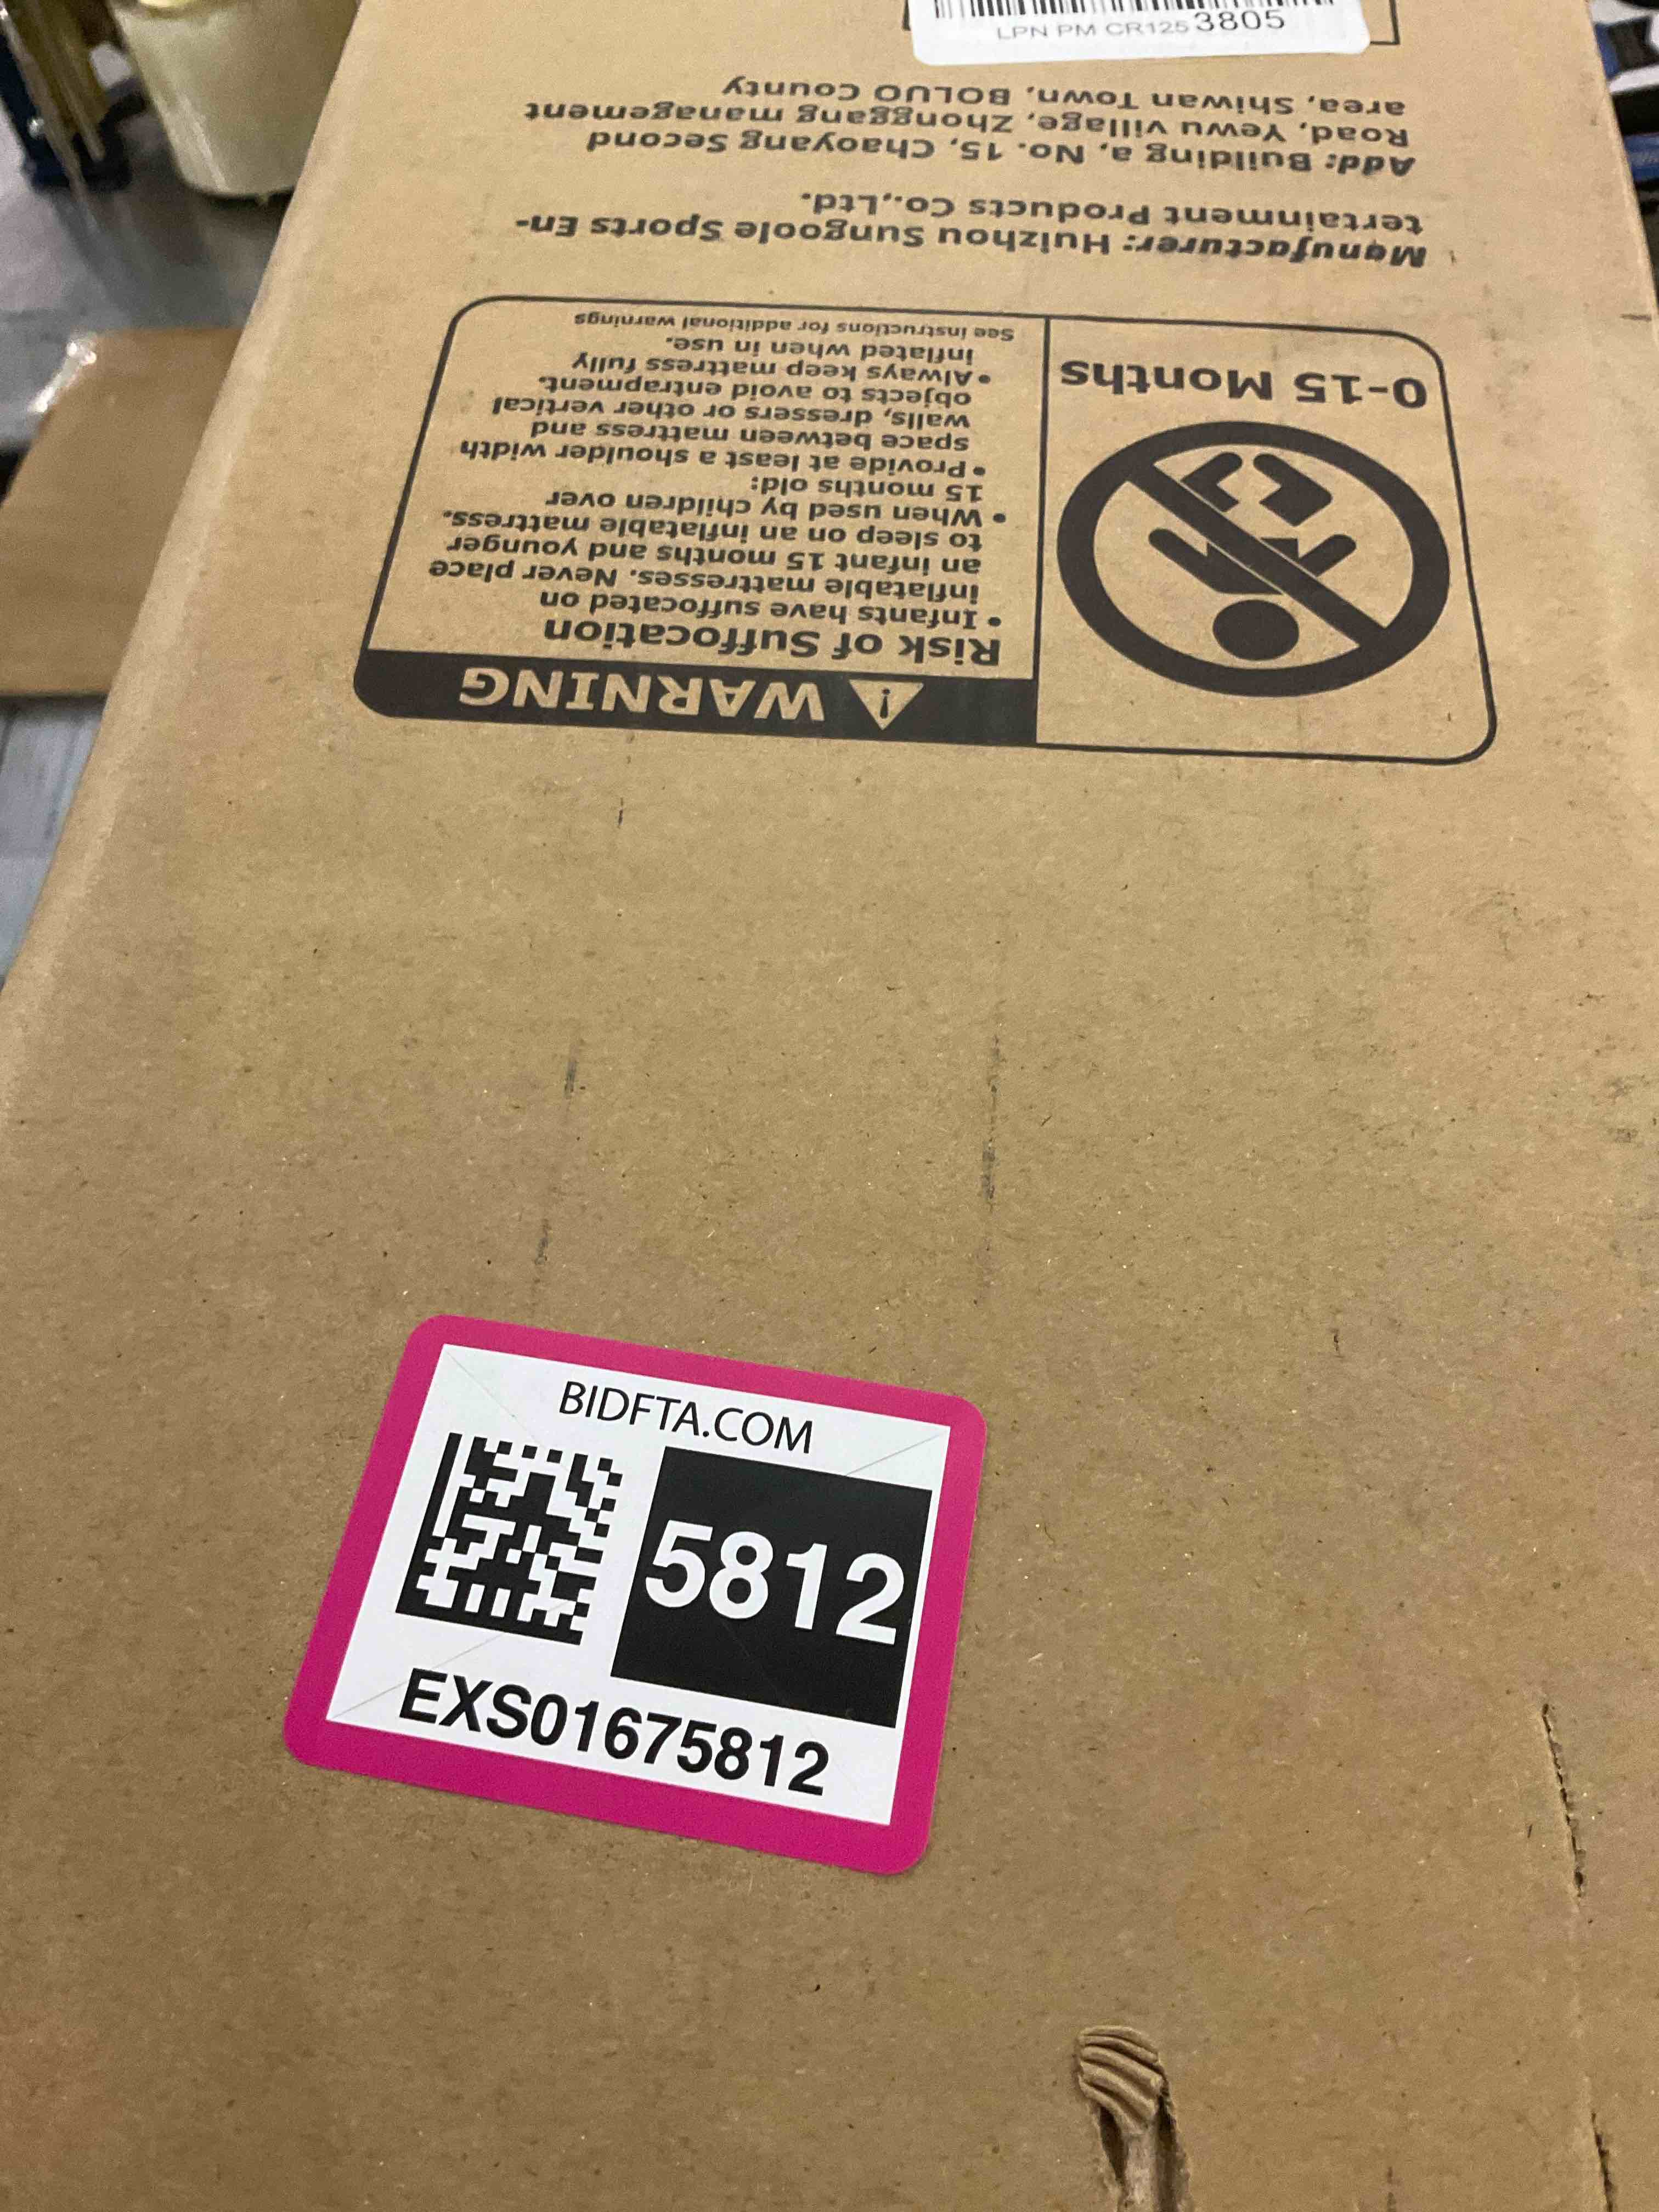 LPN PM CR125 3805
Manufacturer: Huizhou Sungoole Sports En-
tertainment Products Co.,Ltd.
Add: Building a, No. 15, Chaoyang Second
Road, Yewu village, Zhonggang management
area, Shiwan Town, BOLUO County
WARNING
Risk of Suffocation
• Infants have suffocated on
inflatable mattresses. Never place
an infant 15 months and younger
to sleep on an inflatable mattress.
• When used by children over
15 months old:
• Provide at least a shoulder width
space between mattress and
walls, dressers or other vertical
objects to avoid entrapment.
• Always keep mattress fully
inflated when in use.
See instructions for additional warnings
0-15 Months
BIDFTA.COM
5812
EXS01675812